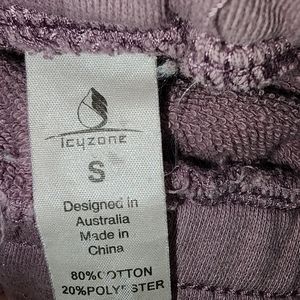 Icyzone
S
Designed in
Australia
Made in
China
80%COTTON
20%POLYESTER